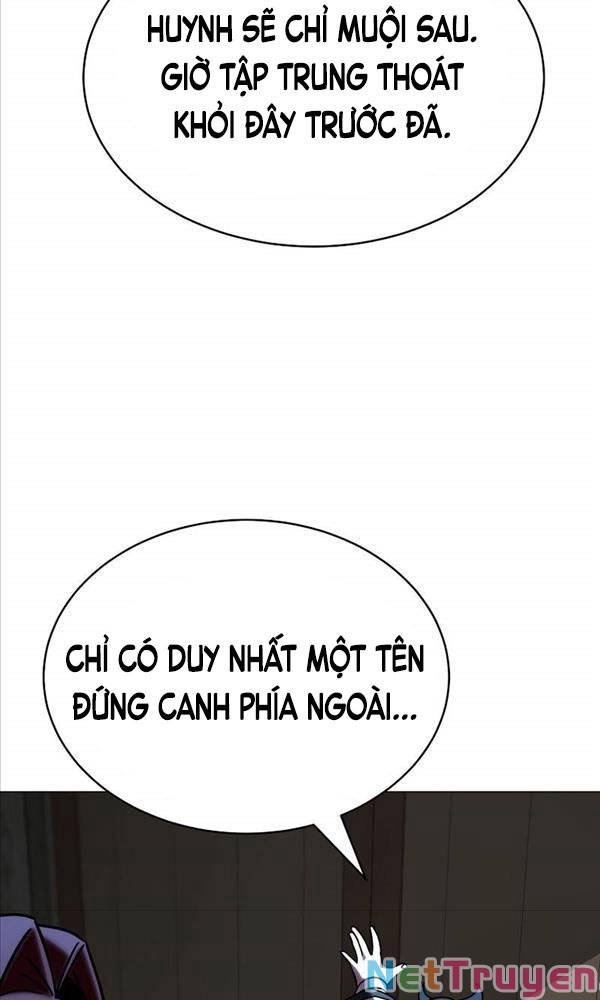 HUYNH SẼ CHỈ MUỘI SAU.
GIỜ TẬP TRUNG THOÁT
KHỎI ĐÂY TRƯỚC ĐÃ.
CHỈ CÓ DUY NHẤT MỘT TÊN
ĐỨNG CANH PHÍA NGOÀI...
NetTruyen